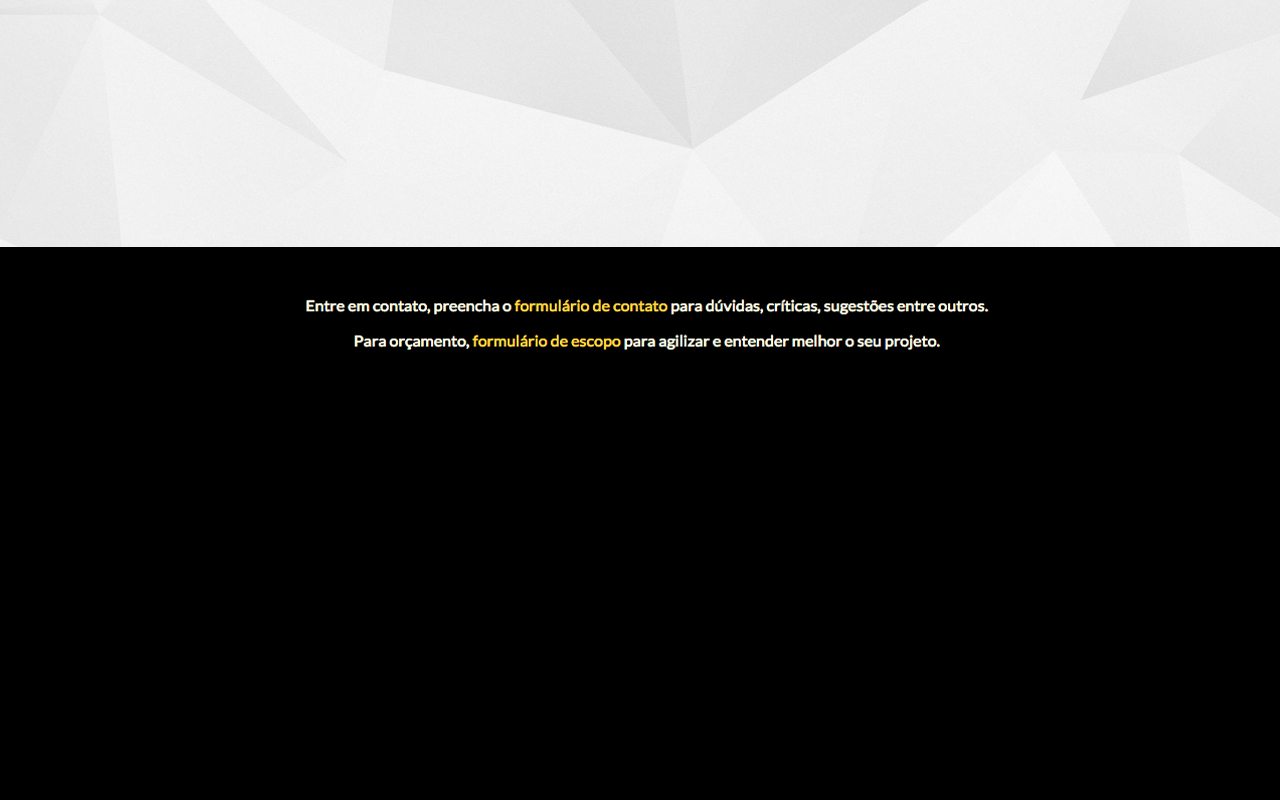 Entre em contato, preencha o formulário de contato para dúvidas, críticas, sugestões entre outros.
Para orçamento, formulário de escopo para agilizar e entender melhor o seu projeto.